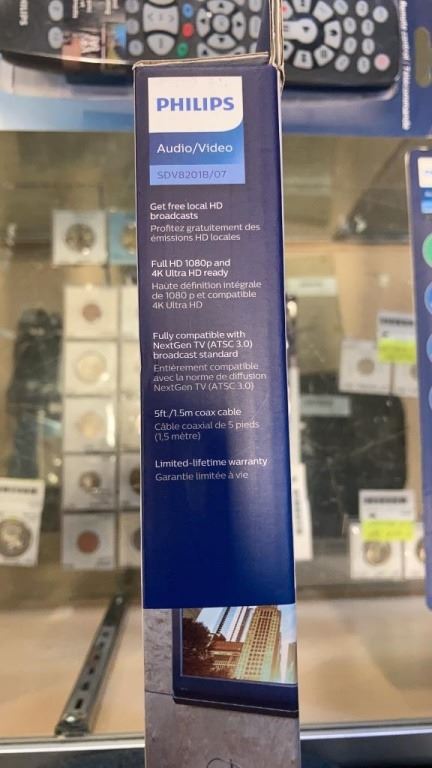 PHILIPS
Audio/Video
SDV8201B/07
Get free local HD
broadcasts
Profitez gratuitement des
émissions HD locales
Full HD 1080p and
4K Ultra HD ready
Haute définition intégrale
de 1080 p et compatible
4K Ultra HD
Fully compatible with
NextGen TV (ATSC 3.0)
broadcast standard
Entièrement compatible
avec la norme de diffusion
NextGen TV (ATSC 3.0)
5ft./1.5m coax cable
Câble coaxial de 5 pieds
(1,5 mètre)
Limited-lifetime warranty
Garantie limitée à vie